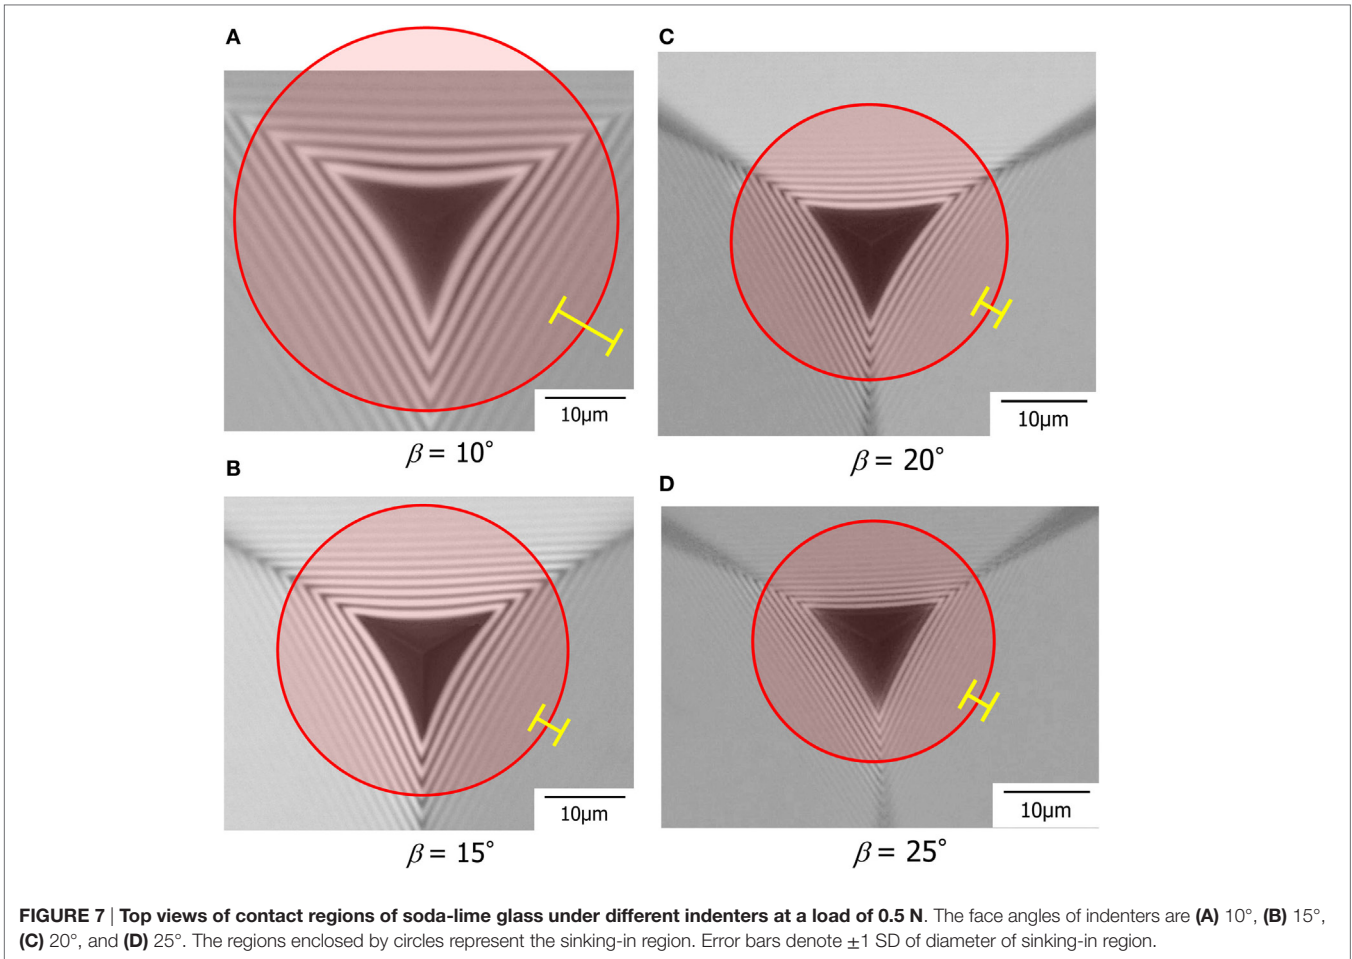 A
10μm
β = 10°
B
10μm
β = 15°
C
10μm
β = 20°
D
10μm
β = 25°
FIGURE 7 | Top views of contact regions of soda-lime glass under different indenters at a load of 0.5 N. The face angles of indenters are (A) 10°, (B) 15°,
(C) 20°, and (D) 25°. The regions enclosed by circles represent the sinking-in region. Error bars denote ±1 SD of diameter of sinking-in region.